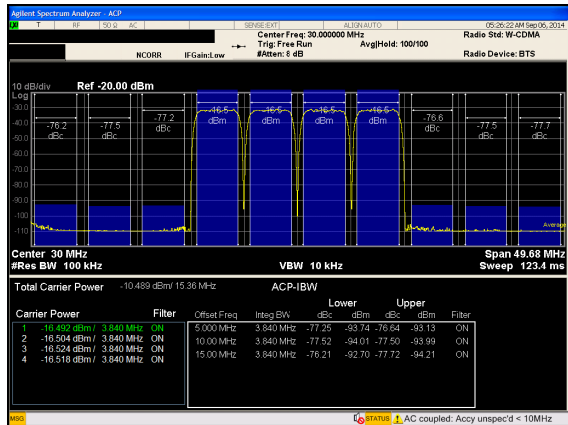 Agilent Spectrum Analyzer - ACP
LXI T RF 50 Ω AC SENSE:EXT ALIGN AUTO 05:26:22 AM Sep 06, 2014
Center Freq: 30.000000 MHz Radio Std: W-CDMA
Trig: Free Run Avg|Hold: 100/100
NCORR IFGain:Low #Atten: 8 dB Radio Device: BTS
10 dB/div Ref -20.00 dBm
Log
-30.0 -16.5 -16.5 -16.5 -16.5
-40.0 -76.2 -77.5 -77.2 dBm dBm dBm dBm -76.6 -77.5 -77.7
-50.0 dBc dBc dBc dBc dBc dBc
-60.0
-70.0
-80.0
-90.0
-100
-110 Average
Center 30 MHz Span 49.68 MHz
#Res BW 100 kHz VBW 10 kHz Sweep 123.4 ms
Total Carrier Power -10.489 dBm/ 15.36 MHz ACP-IBW
Lower Upper
Carrier Power Filter Offset Freq Integ BW dBc dBm dBc dBm Filter
1 -16.492 dBm / 3.840 MHz ON 5.000 MHz 3.840 MHz -77.25 -93.74 -76.64 -93.13 ON
2 -16.504 dBm / 3.840 MHz ON 10.00 MHz 3.840 MHz -77.52 -94.01 -77.50 -93.99 ON
3 -16.524 dBm / 3.840 MHz ON 15.00 MHz 3.840 MHz -76.21 -92.70 -77.72 -94.21 ON
4 -16.518 dBm / 3.840 MHz ON
MSG STATUS AC coupled: Accy unspec'd < 10MHz